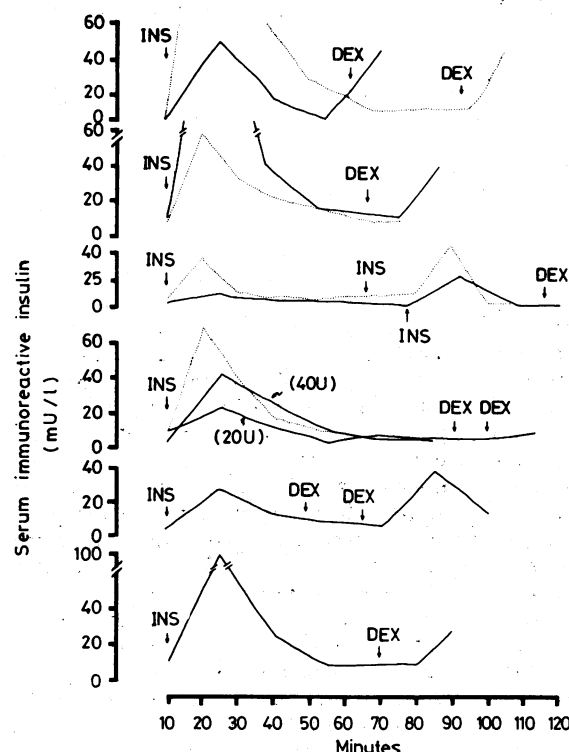 Serum immunoreactive insulin
(mU/l)
60
40
20
0
INS
DEX
DEX
60
40
20
0
INS
DEX
40
25
0
INS
INS
INS
DEX
60
40
20
0
INS
(40U)
(20U)
DEX DEX
40
20
0
INS
DEX
DEX
100
40
20
0
INS
DEX
10 20 30 40 50 60 70 80 90 100 110 120
Minutes